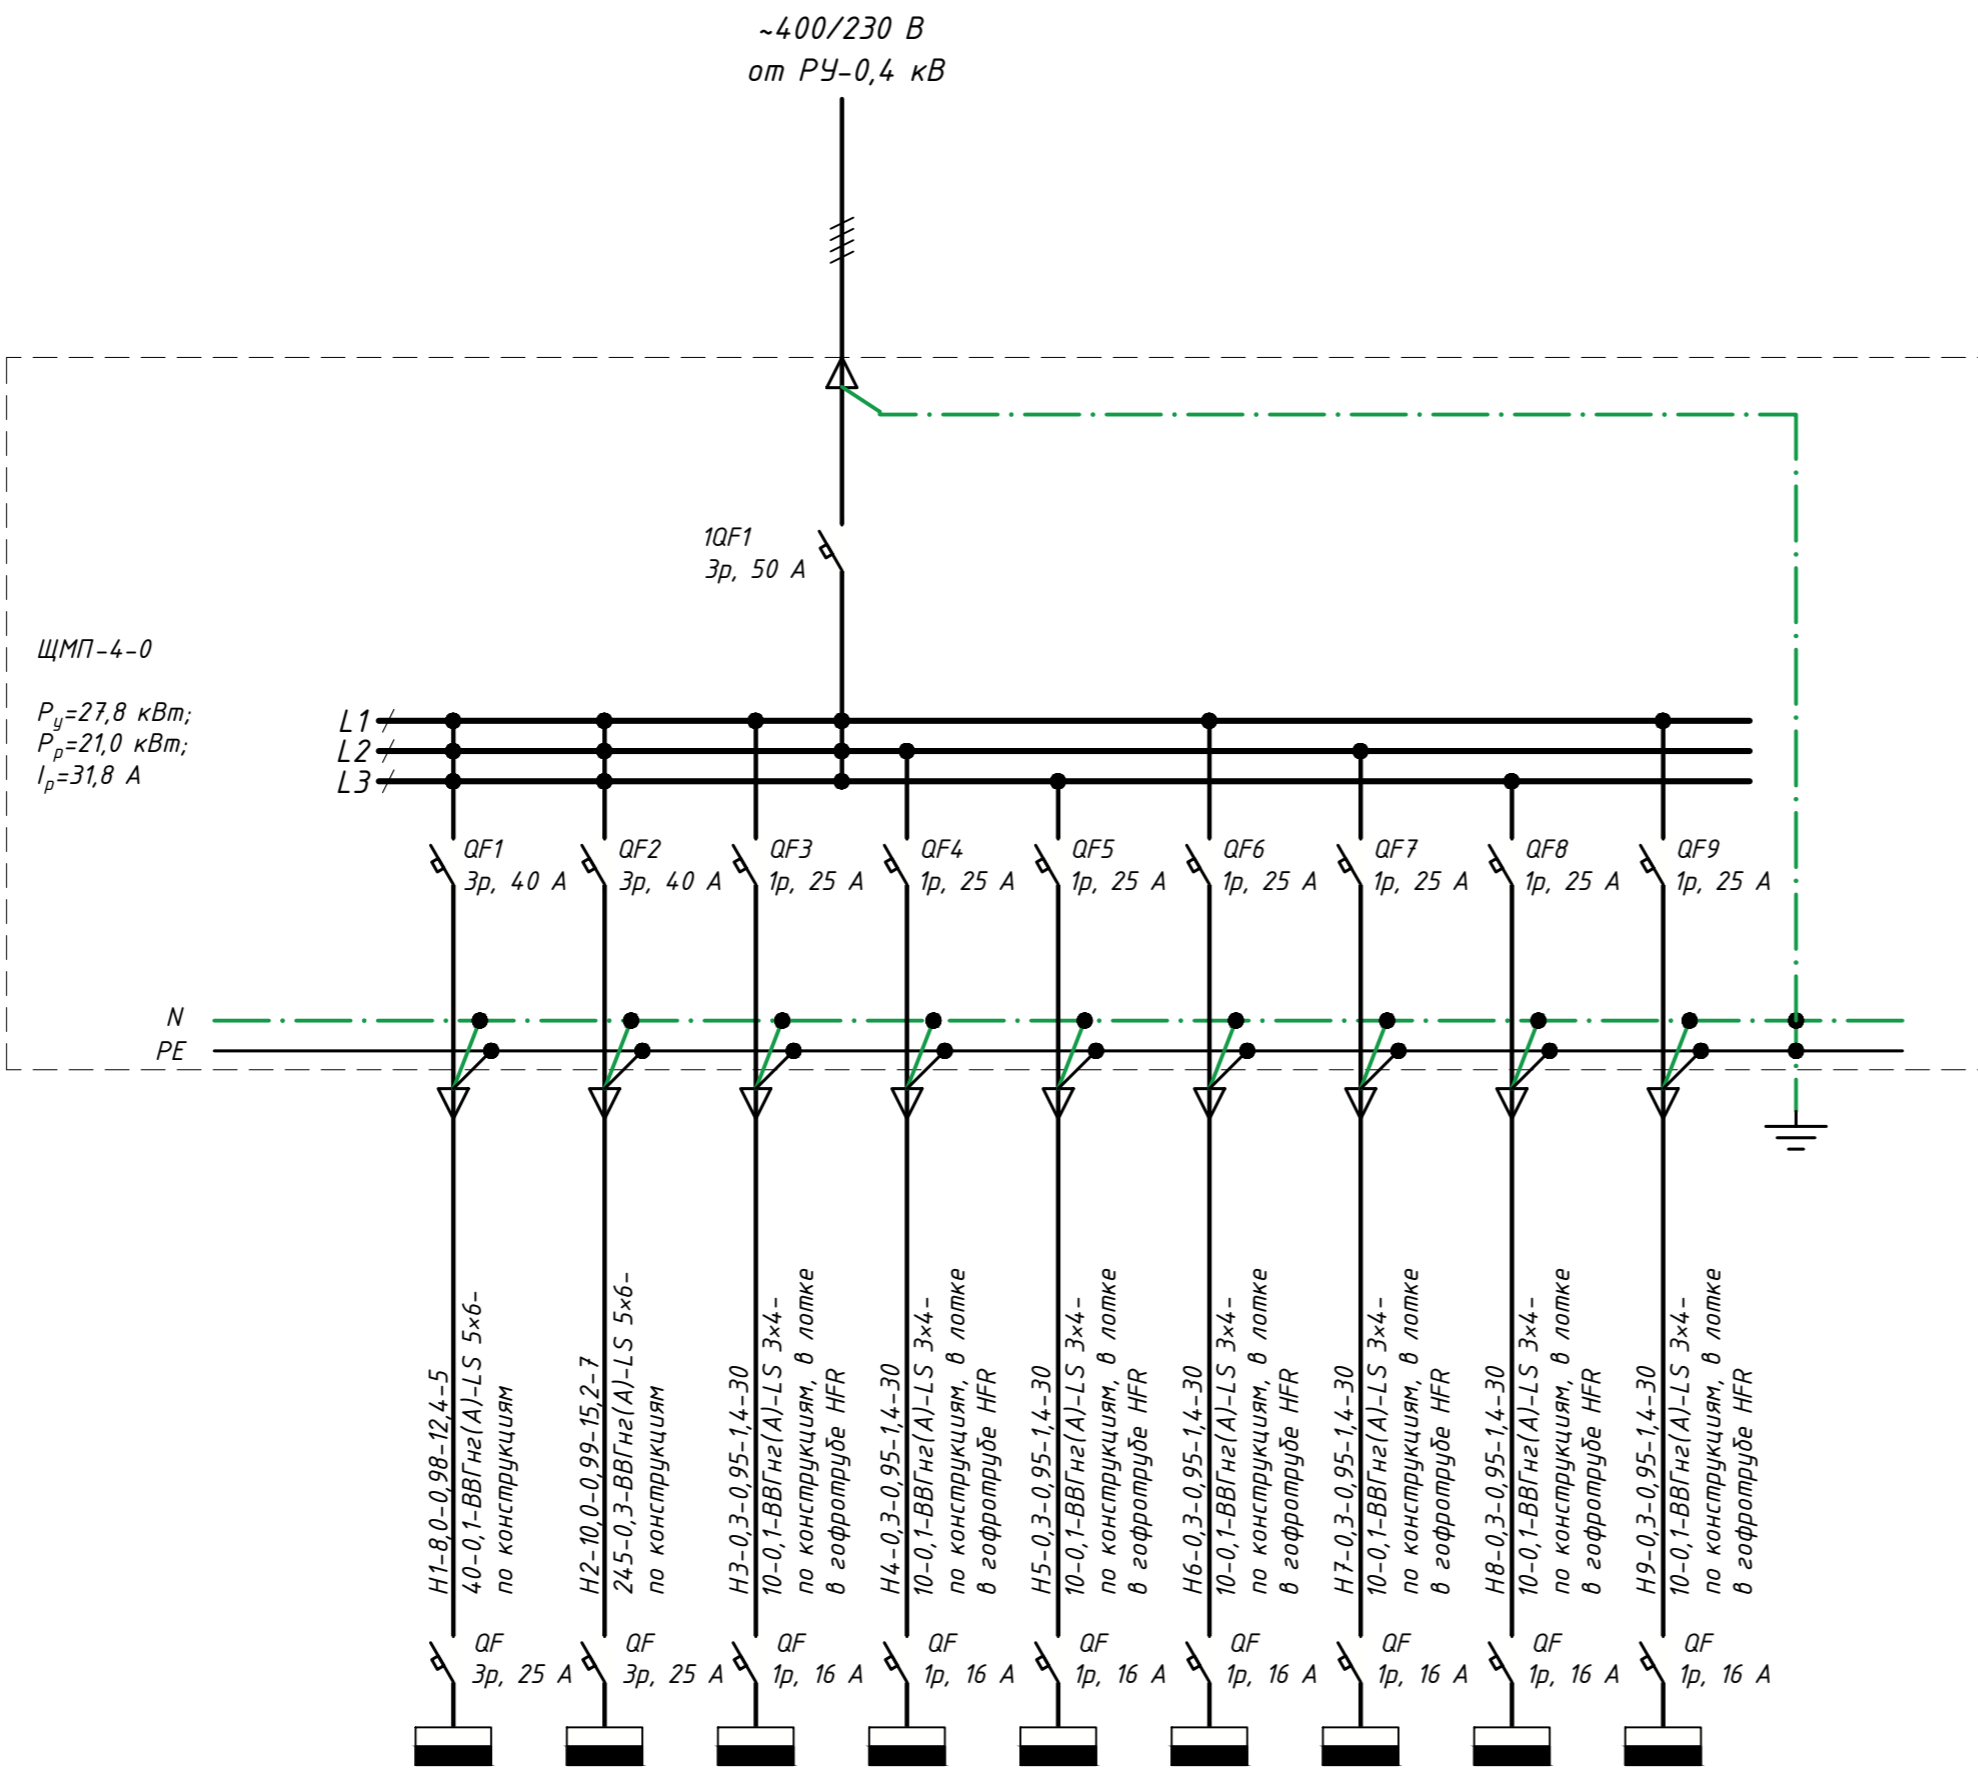 ~400/230 В
от РУ-0,4 кВ
1QF1
3р, 50 А
ЩМП-4-0
Pу=27,8 кВт;
Pр=21,0 кВт;
Iр=31,8 А
L1
L2
L3
QF1
3р, 40 А
QF2
3р, 40 А
QF3
1р, 25 А
QF4
1р, 25 А
QF5
1р, 25 А
QF6
1р, 25 А
QF7
1р, 25 А
QF8
1р, 25 А
QF9
1р, 25 А
N
PE
Н1-8,0-0,98-12,4-5
40-0,1-ВВГнг(А)-LS 5×6-
по конструкциям
Н2-10,0-0,99-15,2-7
245-0,3-ВВГнг(А)-LS 5×6-
по конструкциям
Н3-0,3-0,95-1,4-30
10-0,1-ВВГнг(А)-LS 3×4-
по конструкциям, в лотке
в гофротрубе HFR
Н4-0,3-0,95-1,4-30
10-0,1-ВВГнг(А)-LS 3×4-
по конструкциям, в лотке
в гофротрубе HFR
Н5-0,3-0,95-1,4-30
10-0,1-ВВГнг(А)-LS 3×4-
по конструкциям, в лотке
в гофротрубе HFR
Н6-0,3-0,95-1,4-30
10-0,1-ВВГнг(А)-LS 3×4-
по конструкциям, в лотке
в гофротрубе HFR
Н7-0,3-0,95-1,4-30
10-0,1-ВВГнг(А)-LS 3×4-
по конструкциям, в лотке
в гофротрубе HFR
Н8-0,3-0,95-1,4-30
10-0,1-ВВГнг(А)-LS 3×4-
по конструкциям, в лотке
в гофротрубе HFR
Н9-0,3-0,95-1,4-30
10-0,1-ВВГнг(А)-LS 3×4-
по конструкциям, в лотке
в гофротрубе HFR
QF
3р, 25 А
QF
3р, 25 А
QF
1р, 16 А
QF
1р, 16 А
QF
1р, 16 А
QF
1р, 16 А
QF
1р, 16 А
QF
1р, 16 А
QF
1р, 16 А